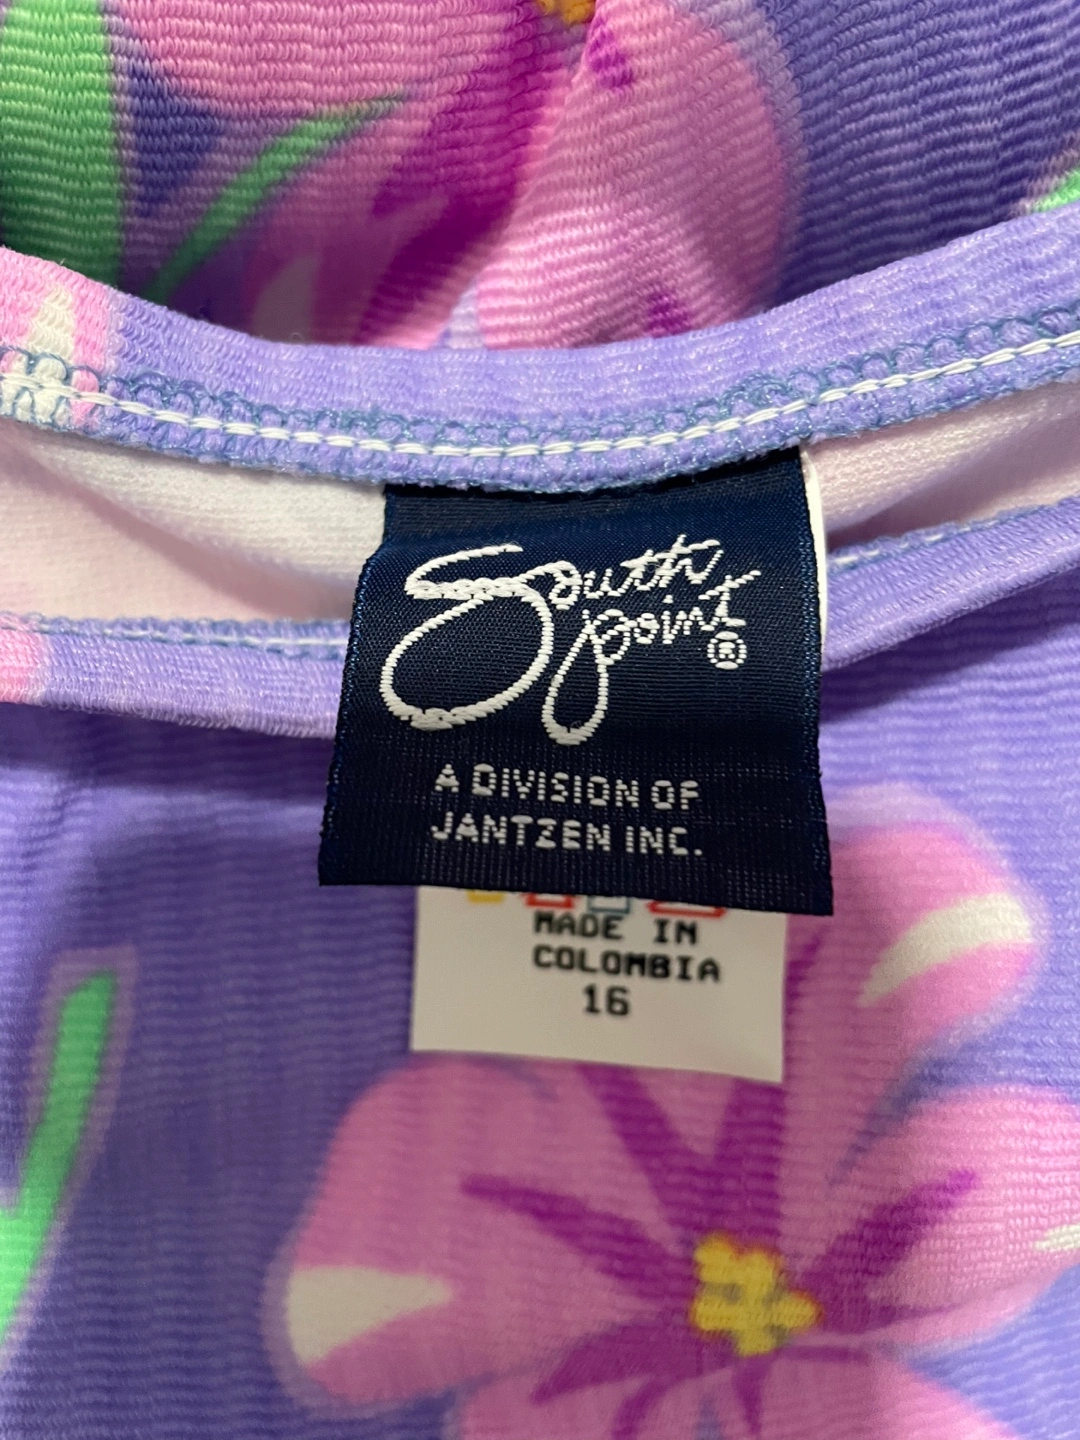 South
Point
®
A DIVISION OF
JANTZEN INC.
MADE IN
COLOMBIA
16